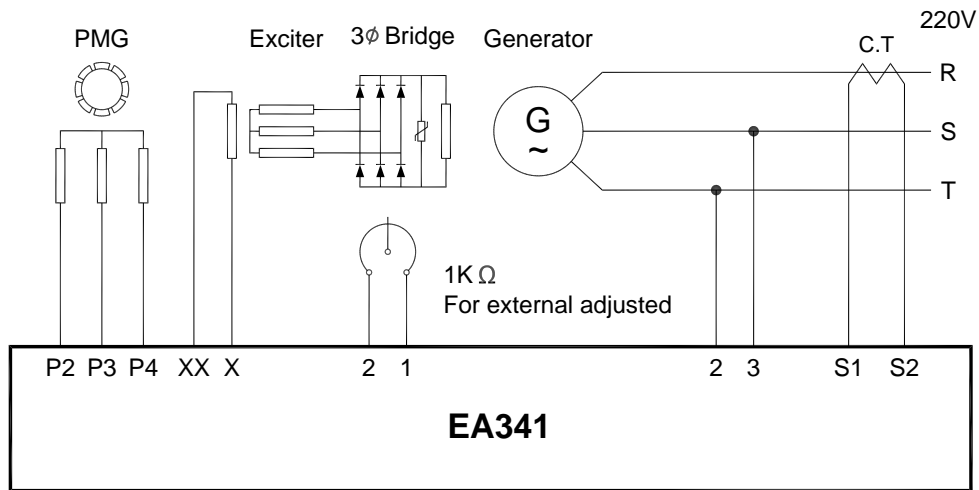 220V
PMG Exciter 3⌀ Bridge Generator C.T
R
G
~
S
T
1K Ω
For external adjusted
P2 P3 P4 XX X 2 1 2 3 S1 S2
EA341